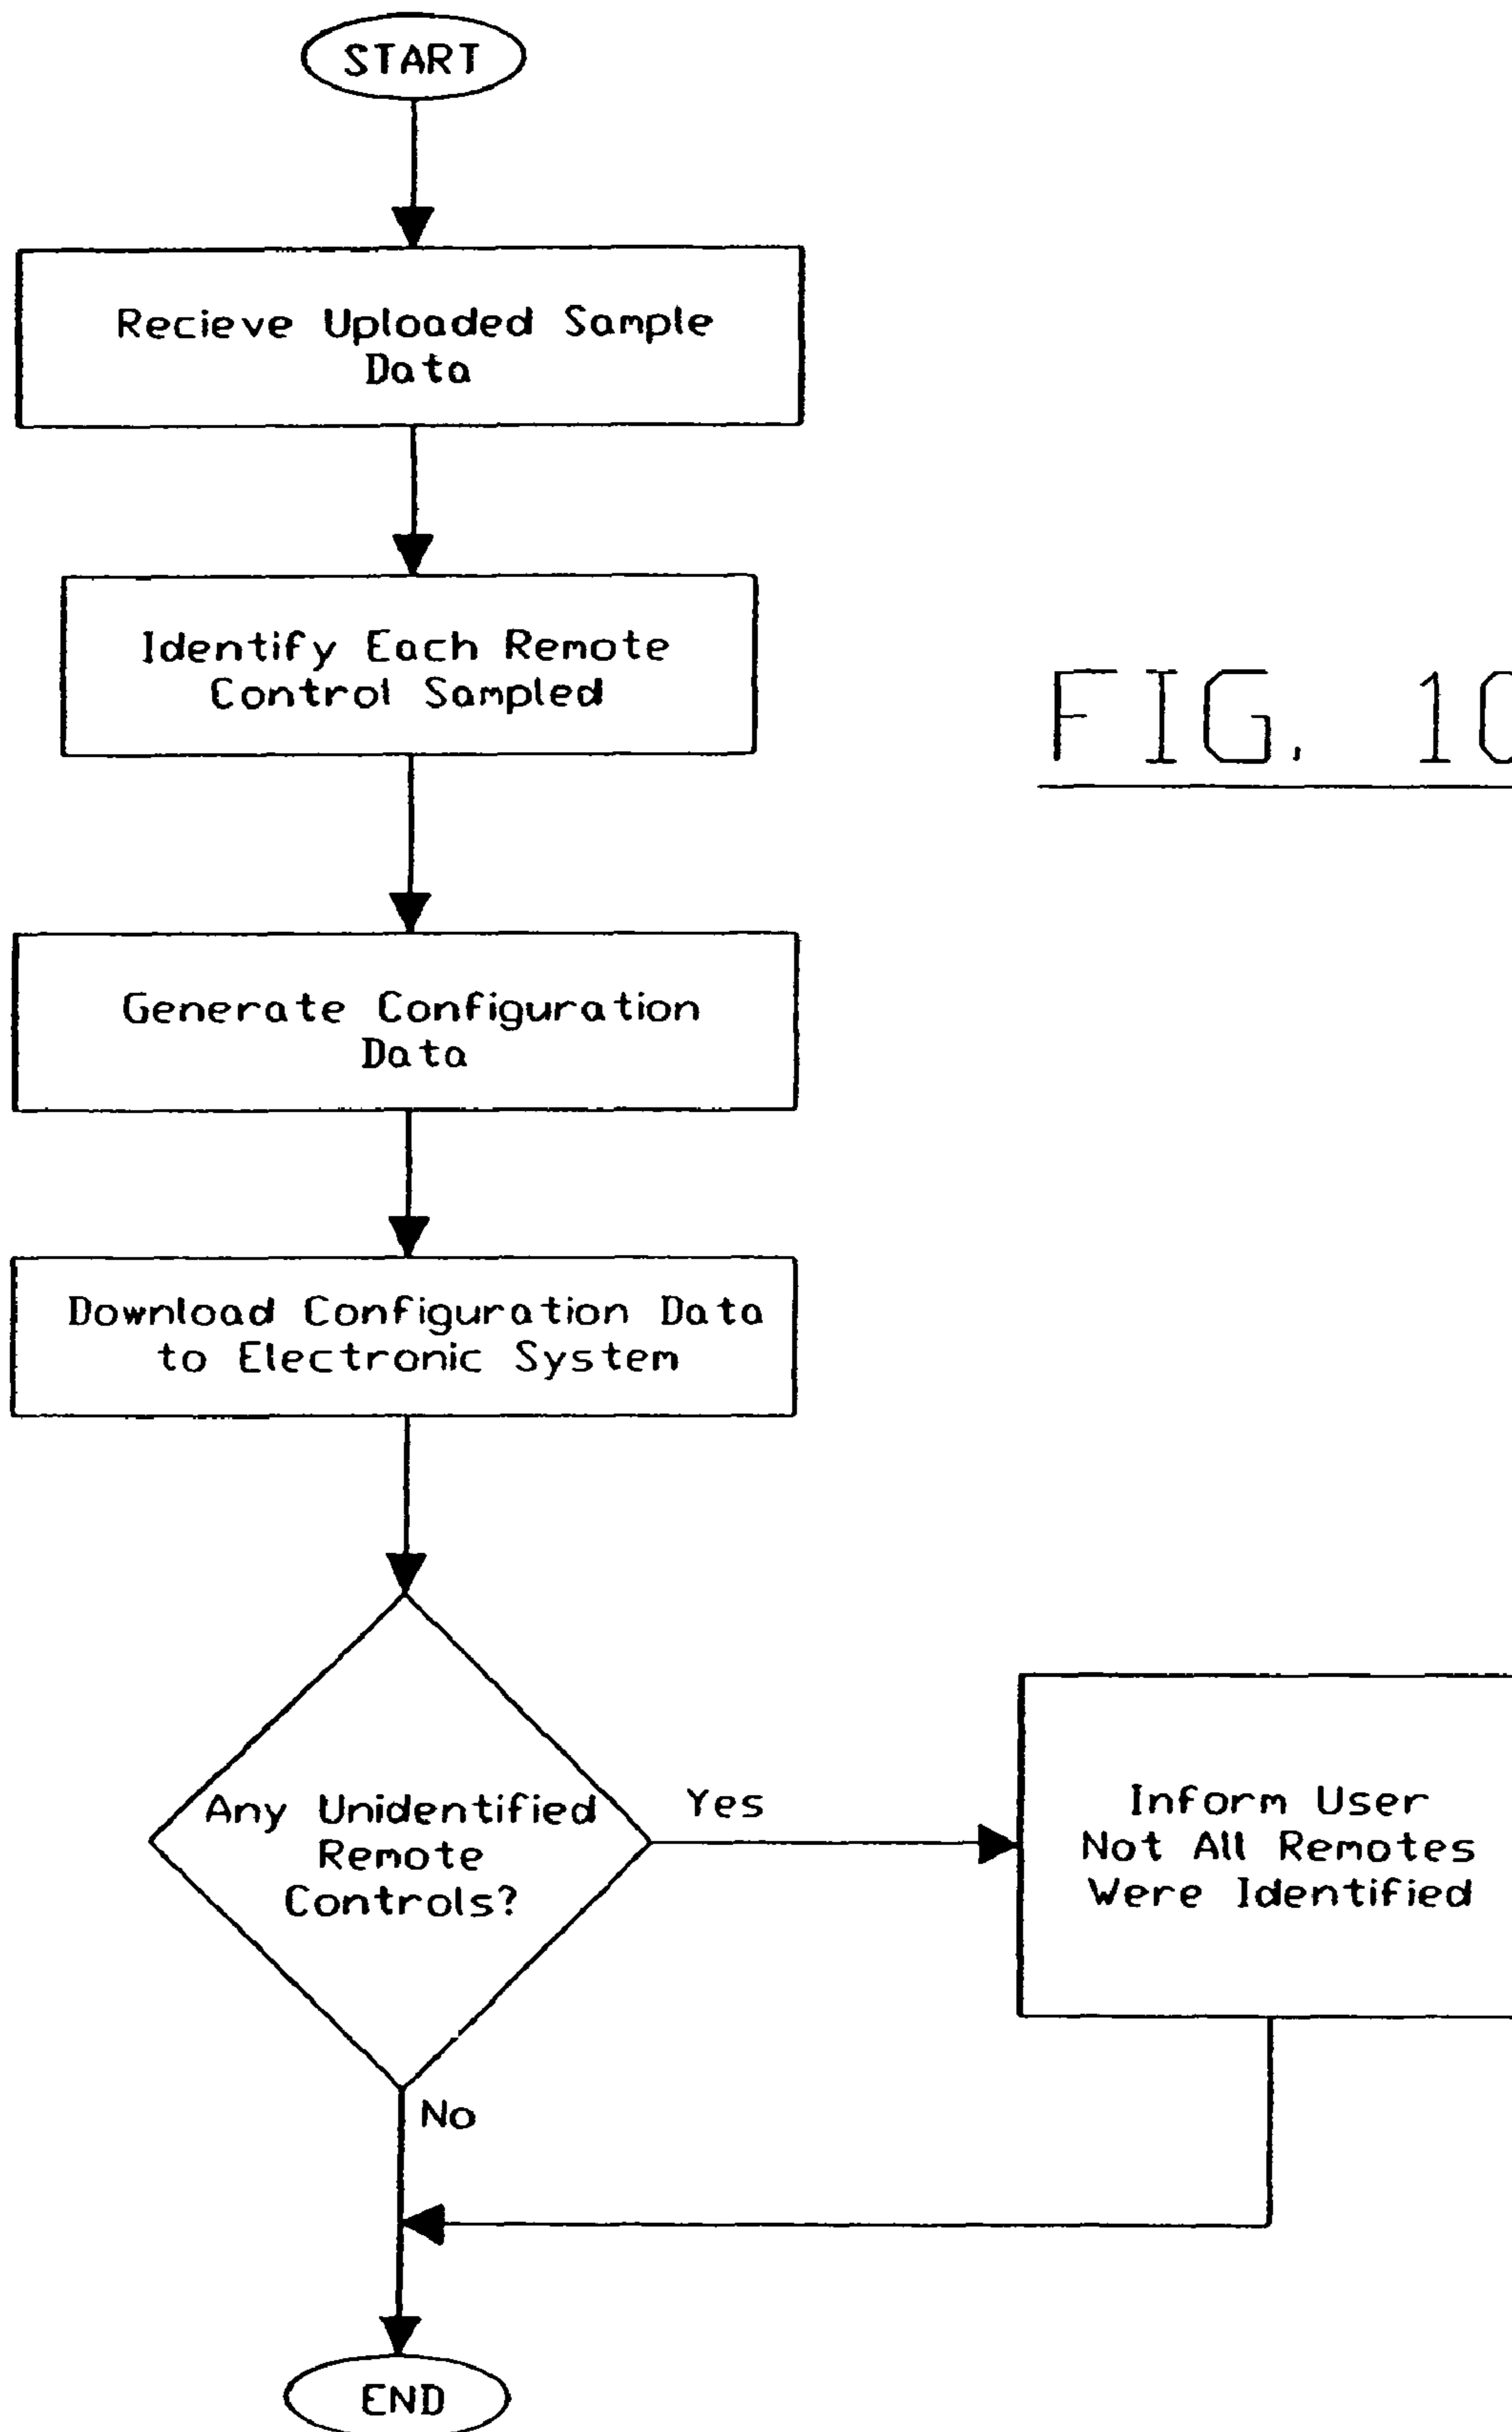 START
Recieve Uploaded Sample
Data
Identify Each Remote
Control Sampled
FIG. 10
Generate Configuration
Data
Download Configuration Data
to Electronic System
Any Unidentified
Remote
Controls?
Yes
Inform User
Not All Remotes
Were Identified
No
END